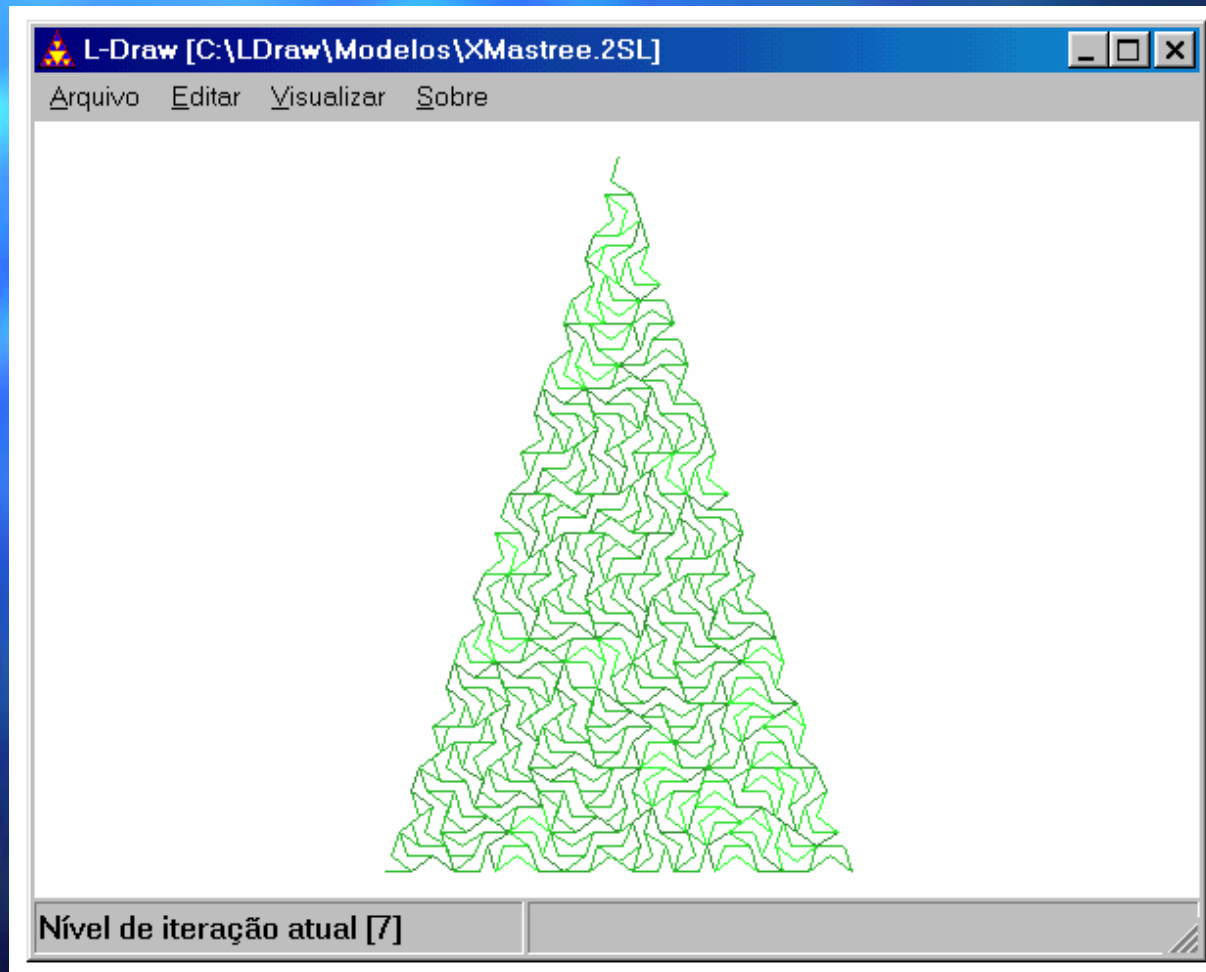 L-Draw [C:\LDraw\Modelos\XMastree.2SL]
Arquivo Editar Visualizar Sobre
Nível de iteração atual [7]